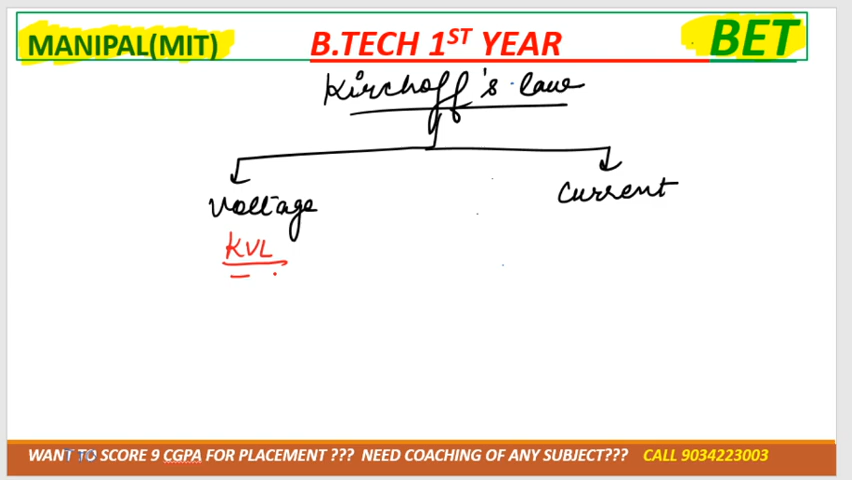 MANIPAL(MIT) B.TECH 1ST YEAR BET
Kirchoff's law
Voltage Current
KVL
WANT TO SCORE 9 CGPA FOR PLACEMENT ??? NEED COACHING OF ANY SUBJECT??? CALL 9034223003